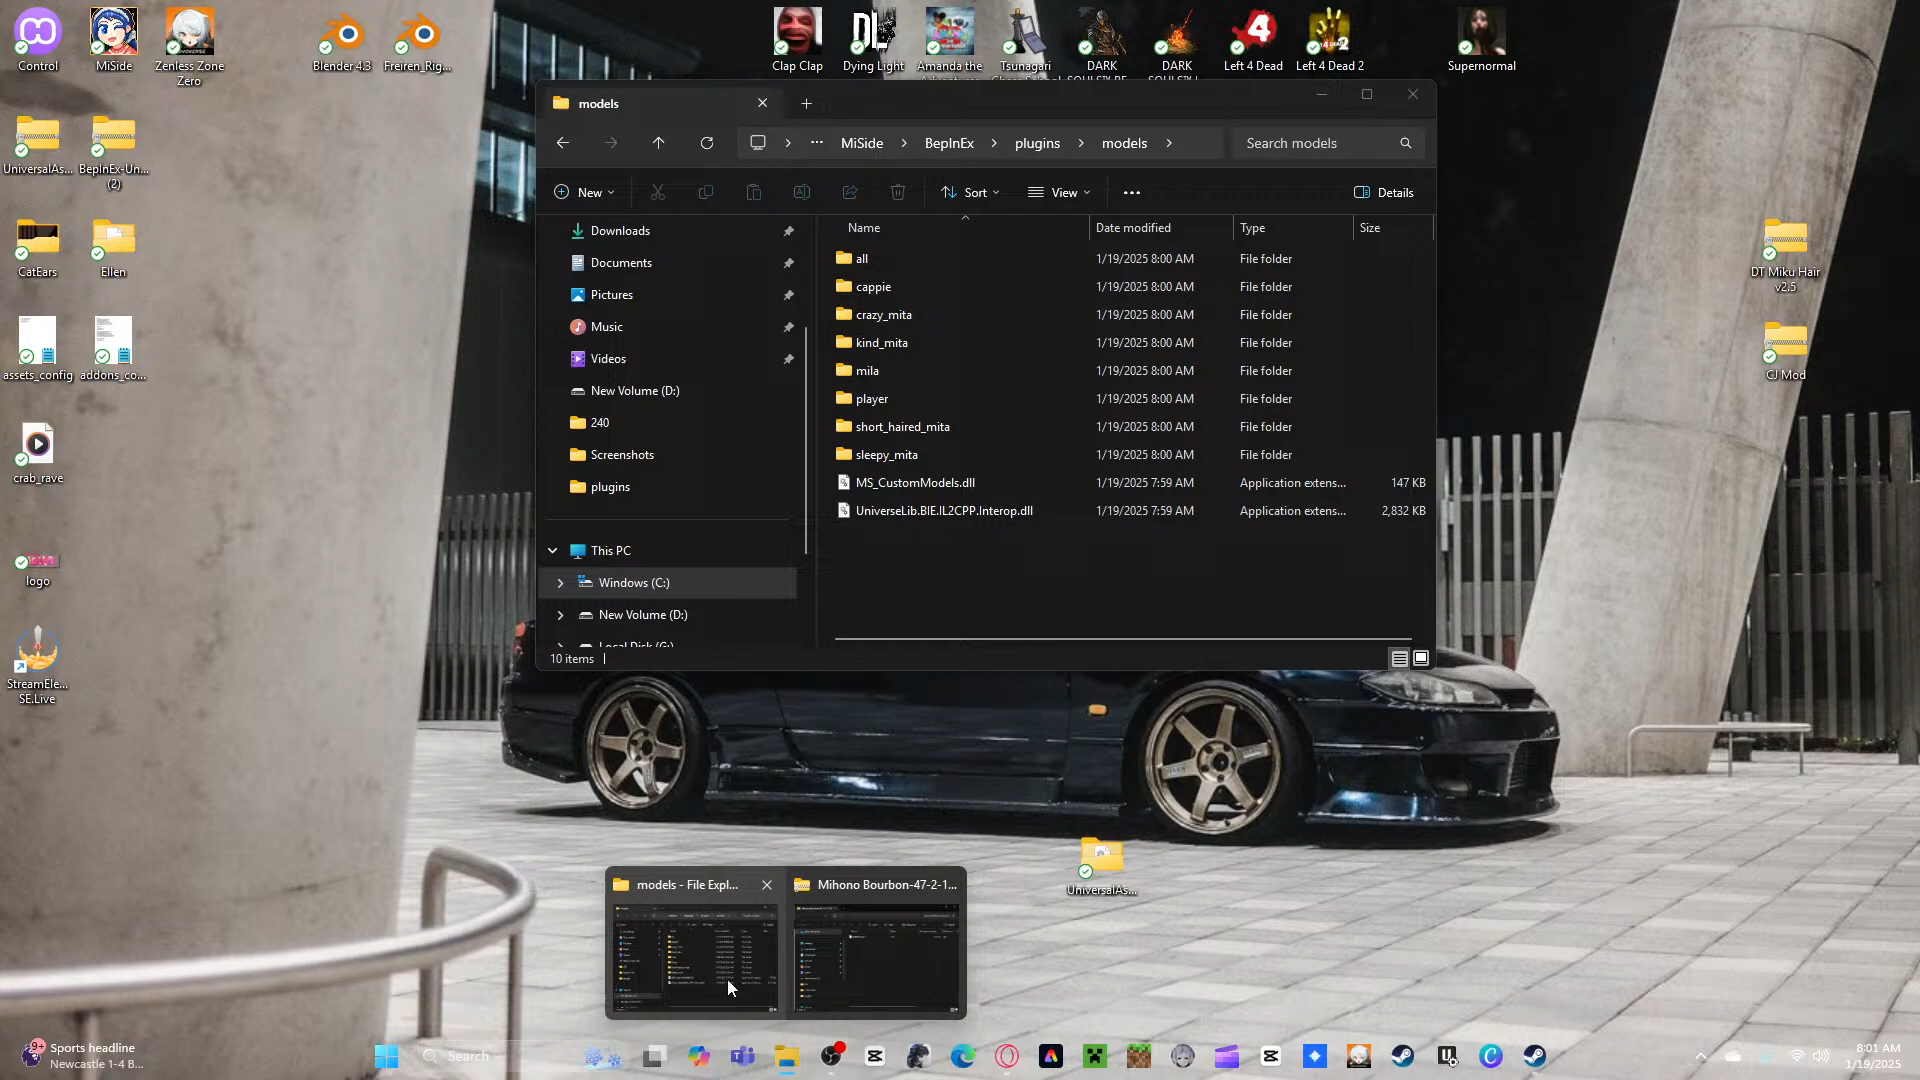 Control
MiSide
Zenless Zone
Zero
Blender 4.3
Freiren_Rig...
Clap Clap
Dying Light
Amanda the
Tsunagari
DARK
DARK
Left 4 Dead
Left 4 Dead 2
Supernormal
UniversalAs...
BepInEx-Un...
(2)
CatEars
Ellen
assets_config
addons_co...
crab_rave
logo
StreamEle...
SE.Live
DT Miku Hair
v2.5
CJ Mod
UniversalAs...
models
MiSide
BepInEx
plugins
models
Search models
New
Sort
View
Details
Downloads
Documents
Pictures
Music
Videos
New Volume (D:)
240
Screenshots
plugins
This PC
Windows (C:)
New Volume (D:)
Local Disk (G:)
Name Date modified Type Size
all 1/19/2025 8:00 AM File folder
cappie 1/19/2025 8:00 AM File folder
crazy_mita 1/19/2025 8:00 AM File folder
kind_mita 1/19/2025 8:00 AM File folder
mila 1/19/2025 8:00 AM File folder
player 1/19/2025 8:00 AM File folder
short_haired_mita 1/19/2025 8:00 AM File folder
sleepy_mita 1/19/2025 8:00 AM File folder
MS_CustomModels.dll 1/19/2025 7:59 AM Application extens... 147 KB
UniverseLib.BIE.IL2CPP.Interop.dll 1/19/2025 7:59 AM Application extens... 2,832 KB
10 items
models - File Expl...
Mihono Bourbon-47-2-1...
9+
Sports headline
Newcastle 1-4 B...
Search
8:01 AM
1/19/2025